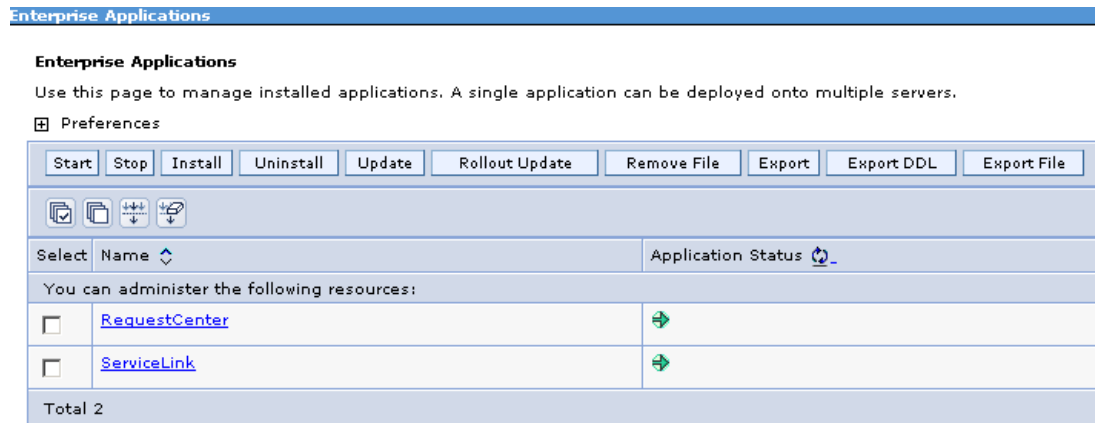 Enterprise Applications
Enterprise Applications
Use this page to manage installed applications. A single application can be deployed onto multiple servers.
Preferences
Start Stop Install Uninstall Update Rollout Update Remove File Export Export DDL Export File
Select Name Application Status
You can administer the following resources:
RequestCenter
ServiceLink
Total 2